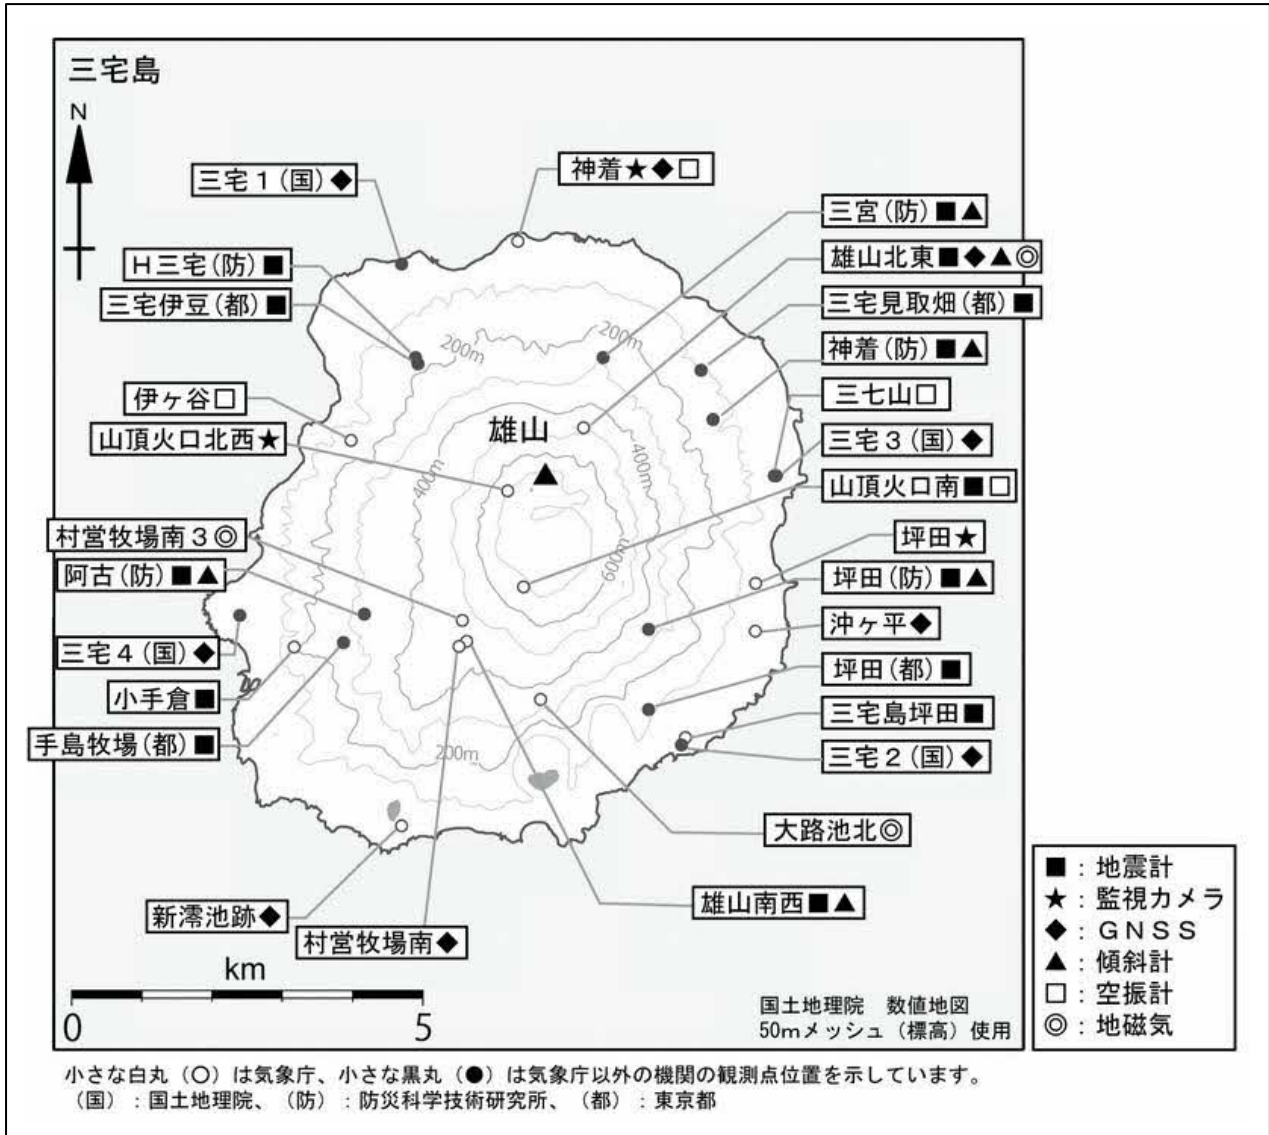 三宅島
N
神着★◆□
三宅1(国)◆
三宮(防)■▲
H三宅(防)■
雄山北東■◆▲◎
三宅伊豆(都)■
三宅見取畑(都)■
200m
200m
神着(防)■▲
伊ヶ谷□
三七山□
山頂火口北西★
雄山
三宅3(国)◆
400m
400m
山頂火口南■□
村営牧場南3◎
坪田★
阿古(防)■▲
600m
坪田(防)■▲
沖ヶ平◆
三宅4(国)◆
坪田(都)■
小手倉■
三宅島坪田■
手島牧場(都)■
200m
三宅2(国)◆
大路池北◎
雄山南西■▲
新澪池跡◆
村営牧場南◆
km
0
5
国土地理院 数値地図
50mメッシュ(標高)使用
■:地震計
★:監視カメラ
◆:GNSS
▲:傾斜計
□:空振計
◎:地磁気
小さな白丸(○)は気象庁、小さな黒丸(●)は気象庁以外の機関の観測点位置を示しています。
(国):国土地理院、(防):防災科学技術研究所、(都):東京都